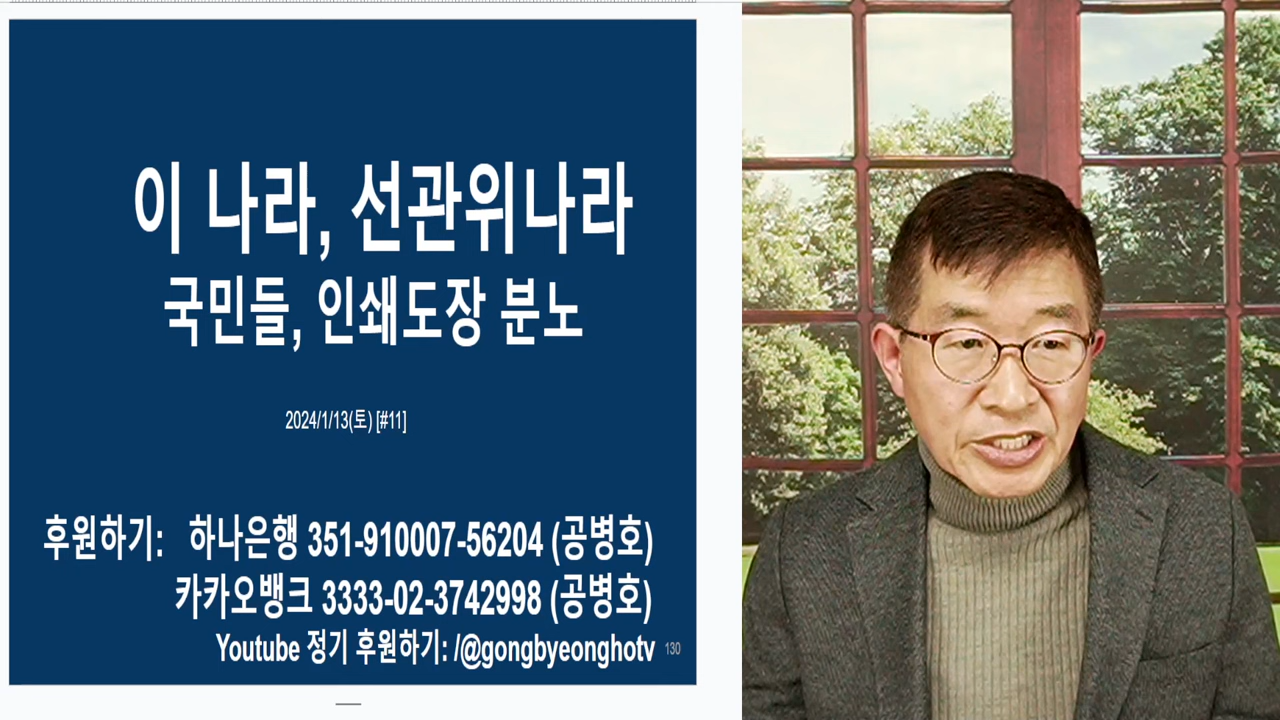 이 나라, 선관위나라
국민들, 인쇄도장 분노
2024/1/13(토) [#11]
후원하기: 하나은행 351-910007-56204 (공병호)
카카오뱅크 3333-02-3742998 (공병호)
Youtube 정기 후원하기: /@gongbyeonghotv
130